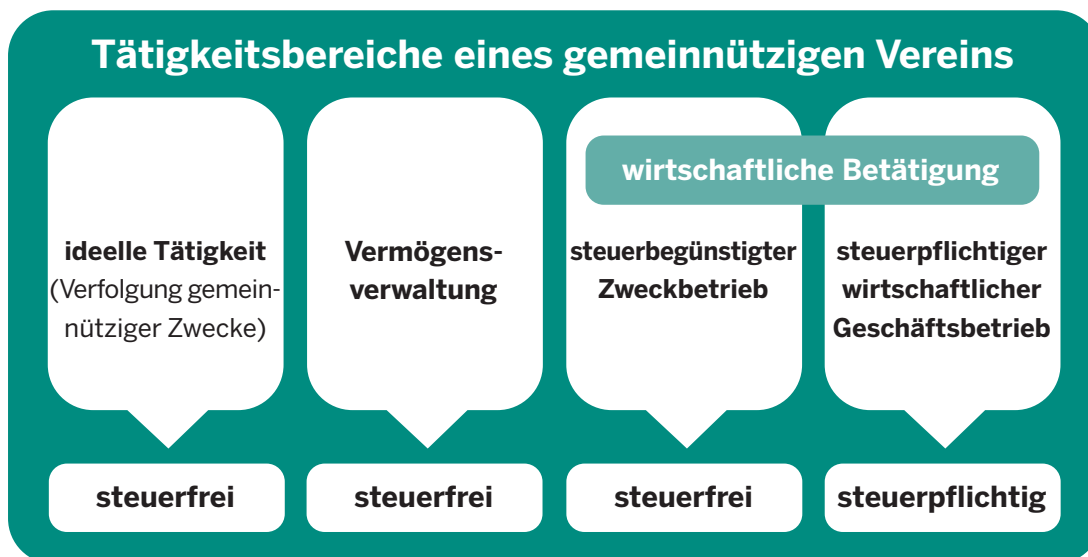 Tätigkeitsbereiche eines gemeinnützigen Vereins
wirtschaftliche Betätigung
ideelle Tätigkeit
(Verfolgung gemein-
nütziger Zwecke)
Vermögens-
verwaltung
steuerbegünstigter
Zweckbetrieb
steuerpflichtiger
wirtschaftlicher
Geschäftsbetrieb
steuerfrei
steuerfrei
steuerfrei
steuerpflichtig